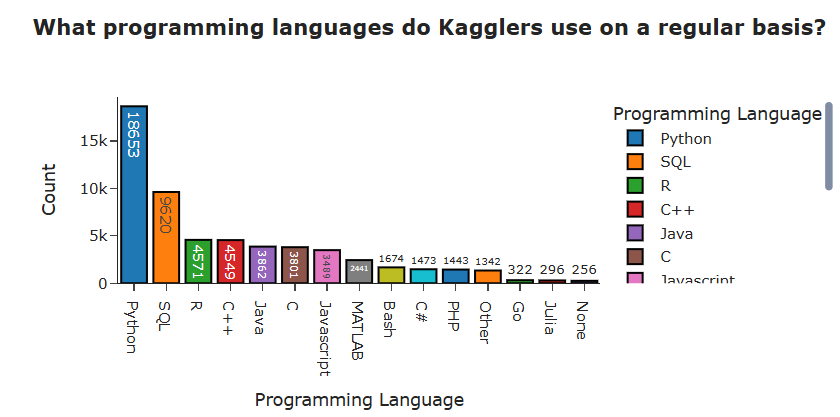 What programming languages do Kagglers use on a regular basis?
Programming Language
Python
SQL
R
C++
Java
C
Javascript
Count
15k
10k
5k
0
18653
9620
4571
4549
3862
3801
3489
2441
1674
1473
1443
1342
322
296
256
Python
SQL
R
C++
Java
C
Javascript
MATLAB
Bash
C#
PHP
Other
Go
Julia
None
Programming Language